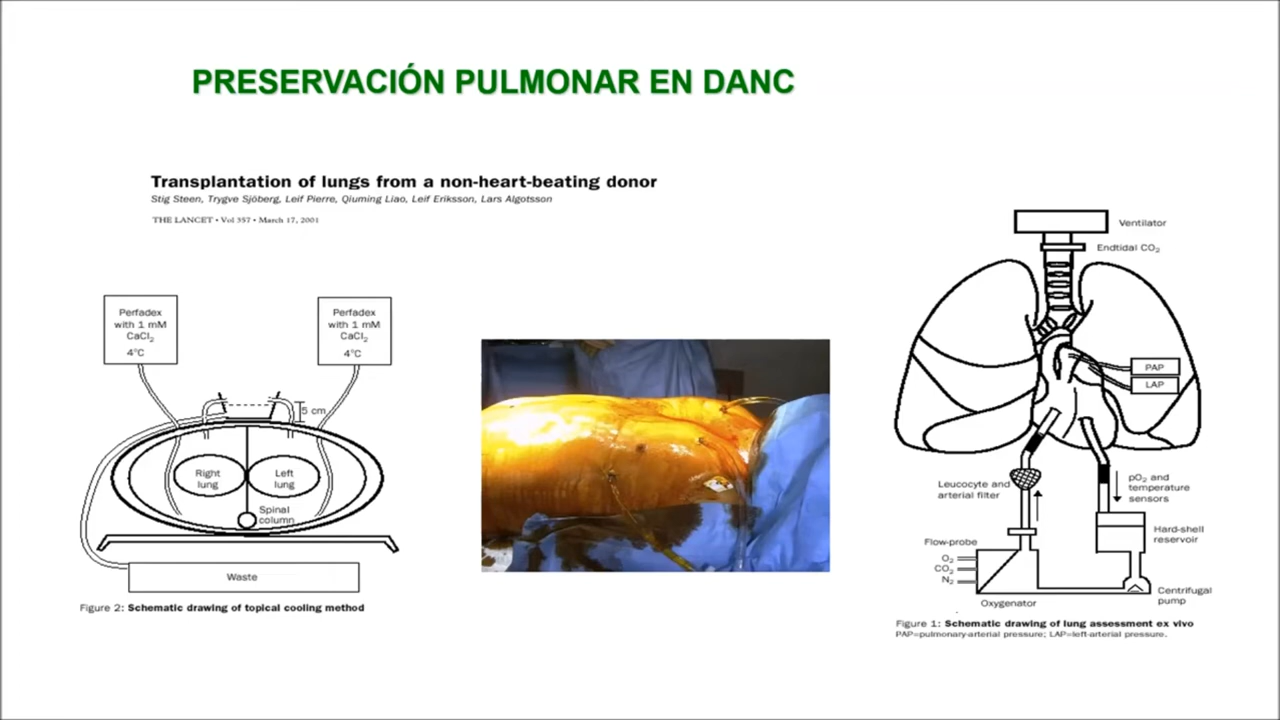 PRESERVACIÓN PULMONAR EN DANC
Transplantation of lungs from a non-heart-beating donor
Stig Steen, Trygve Sjöberg, Leif Pierre, Qiuming Liao, Leif Eriksson, Lars Algotsson
THE LANCET • Vol 357 • March 17, 2001
Perfadex
with 1 mM
CaCl2
4°C
Perfadex
with 1 mM
CaCl2
4°C
5 cm
Right
lung
Left
lung
Spinal
column
Waste
Figure 2: Schematic drawing of topical cooling method
Ventilator
Endtidal CO2
PAP
LAP
Leucocyte and
arterial filter
pO2 and
temperature
sensors
Flow-probe
O2
CO2
N2
Hard-shell
reservoir
Oxygenator
Centrifugal
pump
Figure 1: Schematic drawing of lung assessment ex vivo
PAP=pulmonary-arterial pressure; LAP=left-arterial pressure.